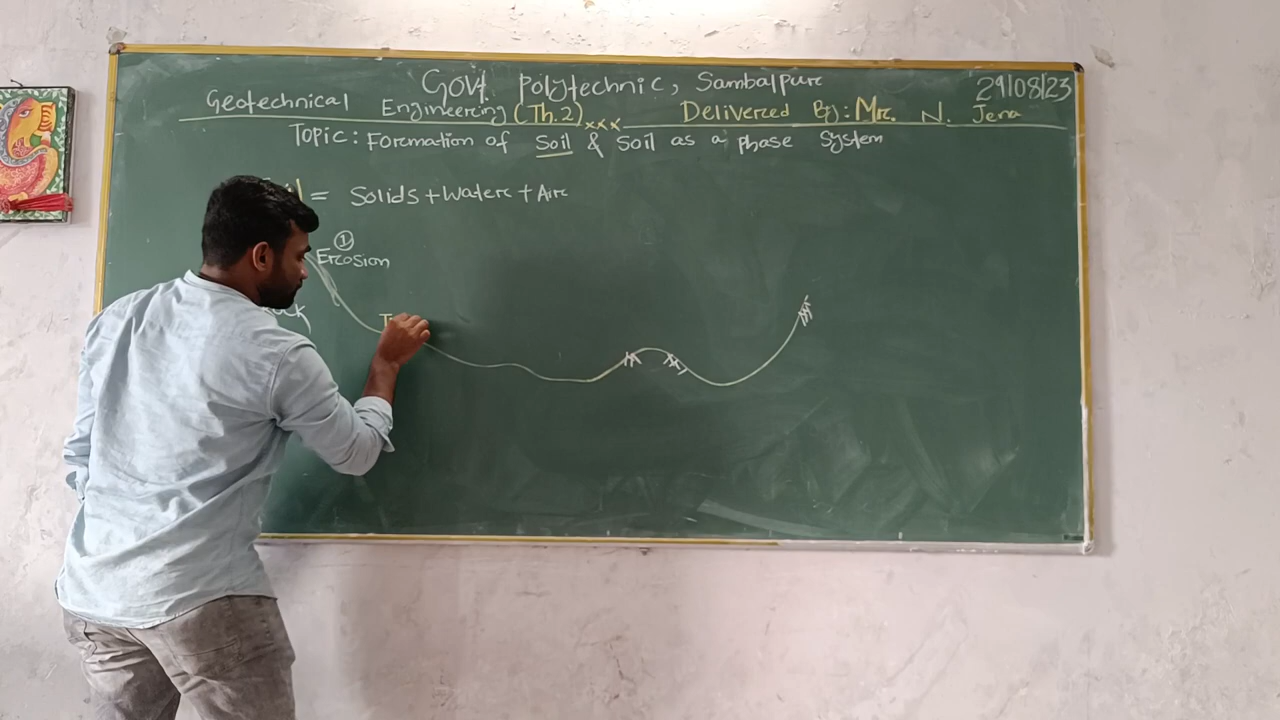 Govt Polytechnic, Sambalpur 29/08/23
Geotechnical Engineering (Th.2) xxx Delivered By: Mr. N. Jena
Topic: Formation of Soil & Soil as a phase System
= Solids + Water + Air
①
Erosion